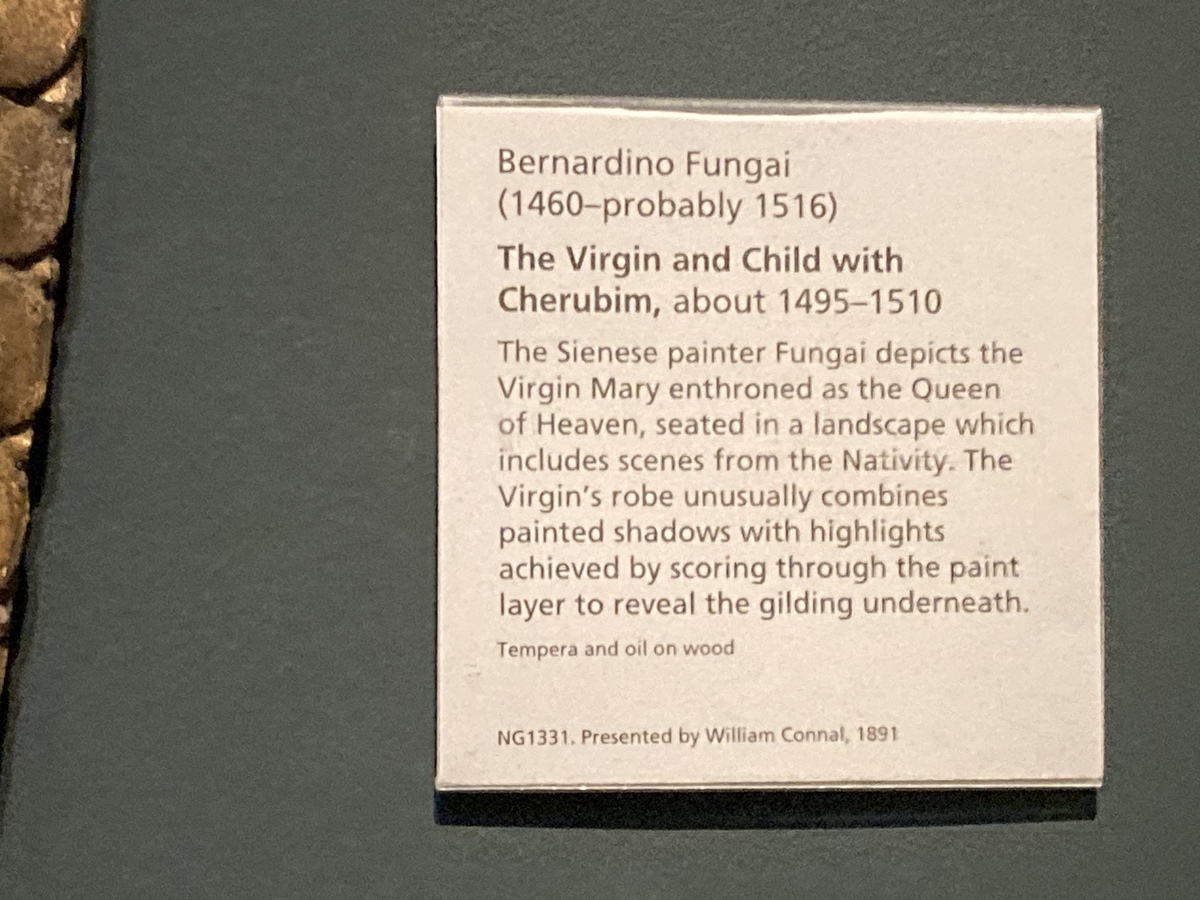 Bernardino Fungai
(1460–probably 1516)
The Virgin and Child with
Cherubim, about 1495–1510
The Sienese painter Fungai depicts the
Virgin Mary enthroned as the Queen
of Heaven, seated in a landscape which
includes scenes from the Nativity. The
Virgin’s robe unusually combines
painted shadows with highlights
achieved by scoring through the paint
layer to reveal the gilding underneath.
Tempera and oil on wood
NG1331. Presented by William Connal, 1891